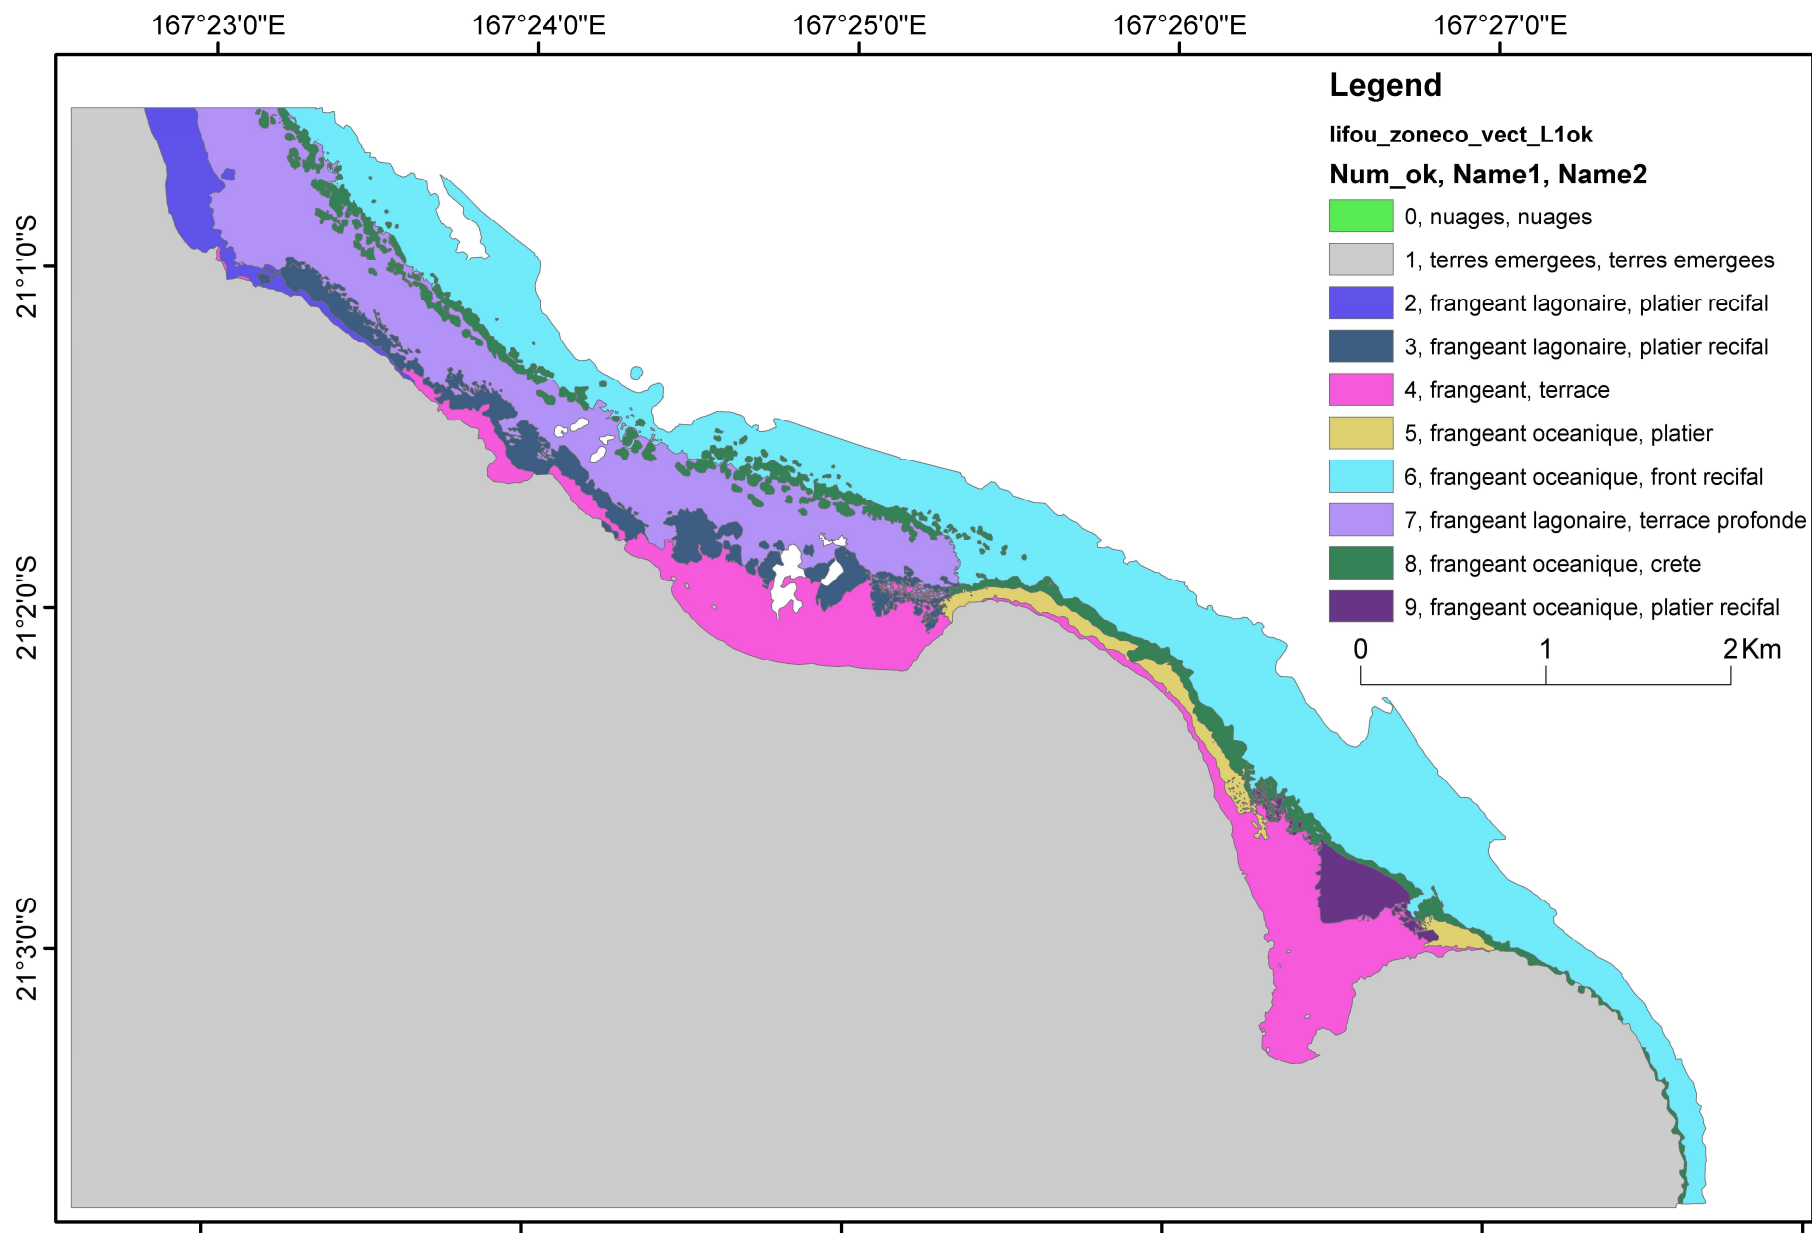 167°23'0"E 167°24'0"E 167°25'0"E 167°26'0"E 167°27'0"E
Legend
lifou_zoneco_vect_L1ok
Num_ok, Name1, Name2
0, nuages, nuages
1, terres emergees, terres emergees
2, frangeant lagonaire, platier recifal
3, frangeant lagonaire, platier recifal
4, frangeant, terrace
5, frangeant oceanique, platier
6, frangeant oceanique, front recifal
7, frangeant lagonaire, terrace profonde
8, frangeant oceanique, crete
9, frangeant oceanique, platier recifal
0 1 2 Km
21°1'0"S
21°2'0"S
21°3'0"S